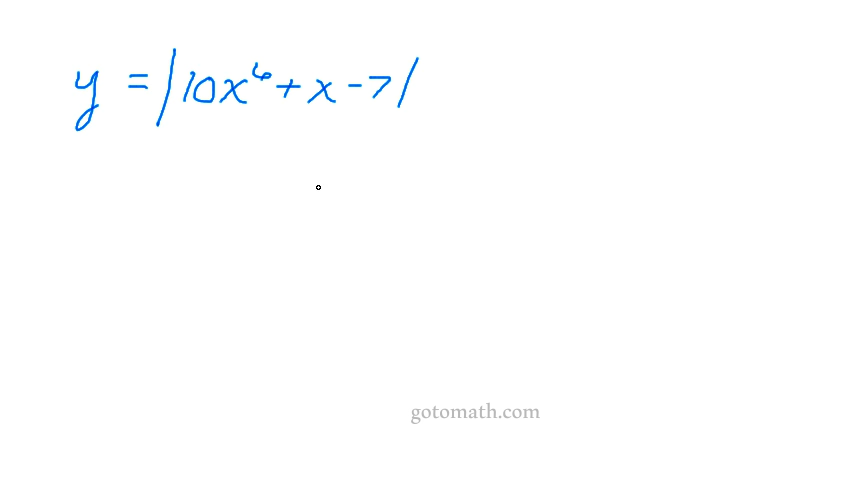 y = |10x⁶ + x - 7|
gotomath.com